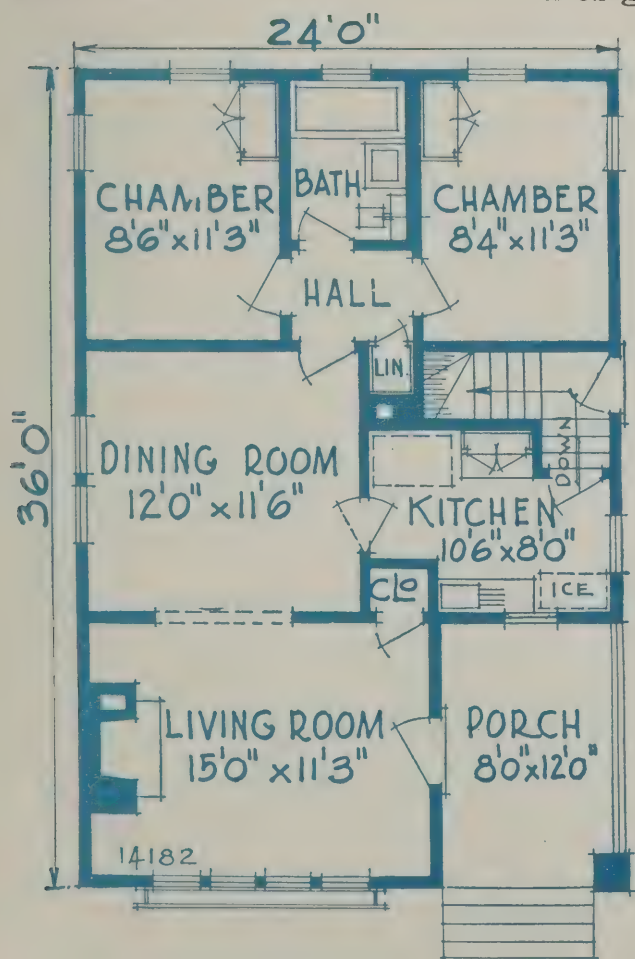 24'0"
36'0"
CHAMBER
8'6"x11'3"
BATH
CHAMBER
8'4"x11'3"
HALL
LIN.
DINING ROOM
12'0"x11'6"
DOWN
KITCHEN
10'6"x8'0"
CLO
ICE
LIVING ROOM
15'0"x11'3"
PORCH
8'0"x12'0"
14182